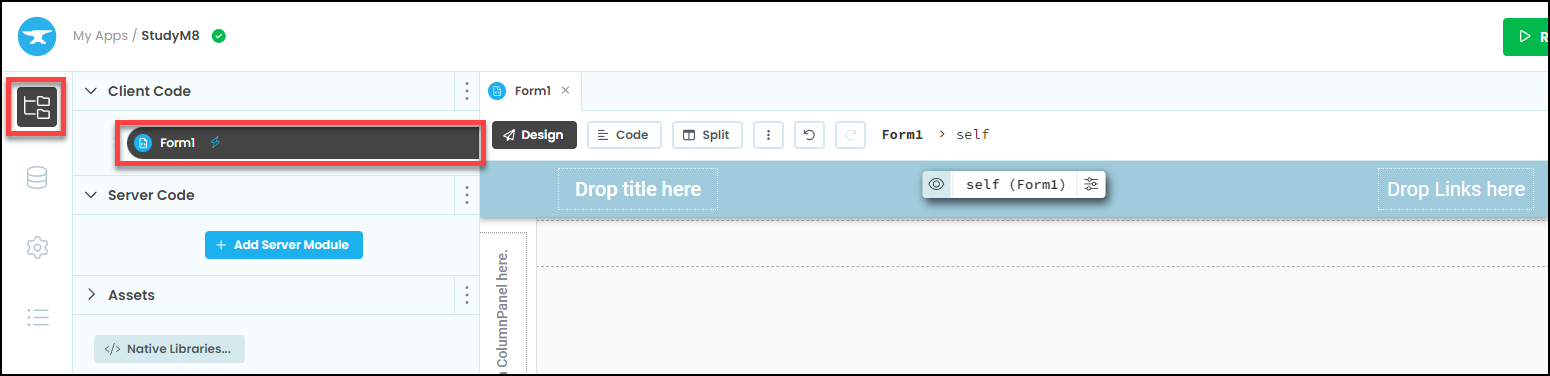 My Apps / StudyM8
Client Code
Form1
Server Code
+ Add Server Module
Assets
</> Native Libraries...
Form1 ×
Design
Code
Split
Form1 > self
Drop title here
self (Form1)
Drop Links here
ColumnPanel here.